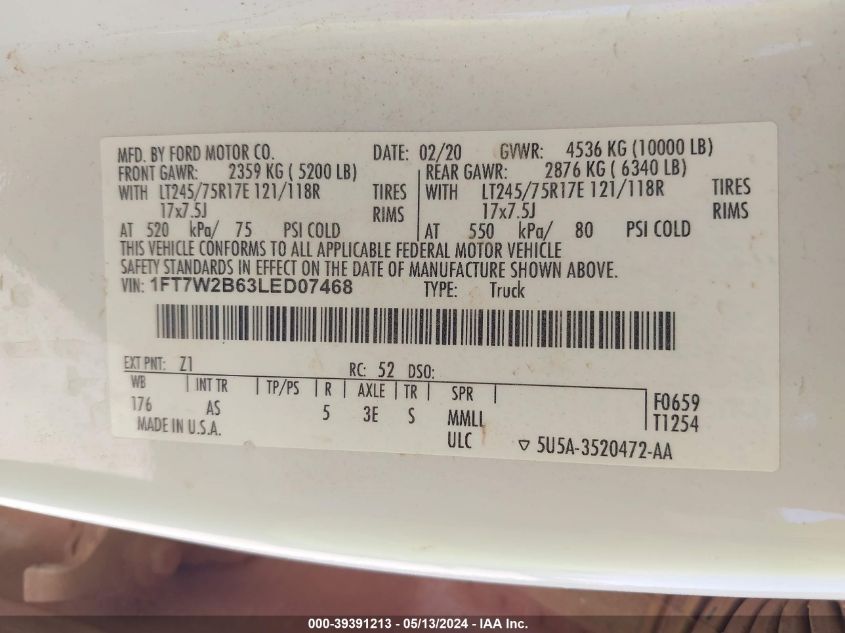 MFD. BY FORD MOTOR CO. DATE: 02/20 GVWR: 4536 KG (10000 LB)
FRONT GAWR: 2359 KG ( 5200 LB) REAR GAWR: 2876 KG ( 6340 LB)
WITH LT245/75R17E 121/118R TIRES WITH LT245/75R17E 121/118R TIRES
17x7.5J RIMS 17x7.5J RIMS
AT 520 kPa/ 75 PSI COLD AT 550 kPa/ 80 PSI COLD
THIS VEHICLE CONFORMS TO ALL APPLICABLE FEDERAL MOTOR VEHICLE
SAFETY STANDARDS IN EFFECT ON THE DATE OF MANUFACTURE SHOWN ABOVE.
VIN: 1FT7W2B63LED07468 TYPE: Truck
EXT PNT: Z1 RC: 52 DSO:
WB INT TR TP/PS R AXLE TR SPR F0659
176 AS 5 3E S MMLL T1254
MADE IN U.S.A. ULC ▽ 5U5A-3520472-AA
000-39391213 - 05/13/2024 - IAA Inc.